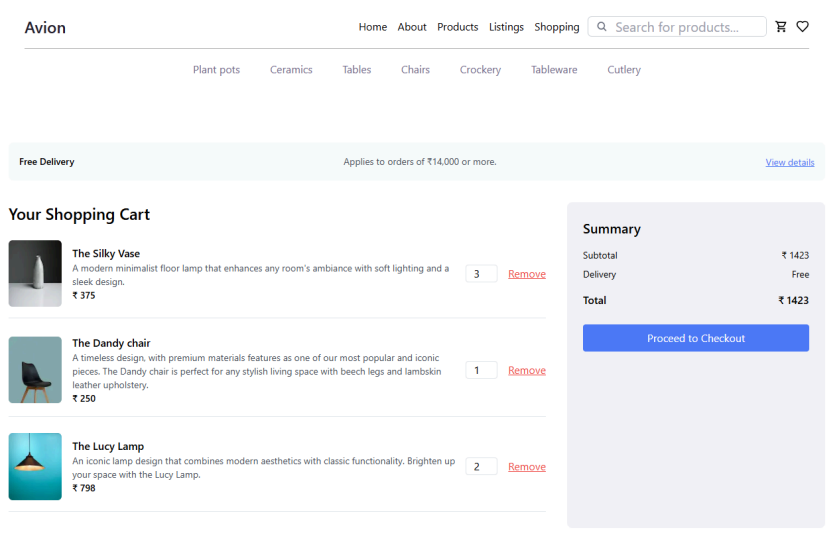 Avion
Home About Products Listings Shopping Search for products...
Plant pots Ceramics Tables Chairs Crockery Tableware Cutlery
Free Delivery Applies to orders of ₹14,000 or more. View details
Your Shopping Cart
The Silky Vase
A modern minimalist floor lamp that enhances any room's ambiance with soft lighting and a
sleek design.
₹ 375
3 Remove
The Dandy chair
A timeless design, with premium materials features as one of our most popular and iconic
pieces. The Dandy chair is perfect for any stylish living space with beech legs and lambskin
leather upholstery.
₹ 250
1 Remove
The Lucy Lamp
An iconic lamp design that combines modern aesthetics with classic functionality. Brighten up
your space with the Lucy Lamp.
₹ 798
2 Remove
Summary
Subtotal ₹ 1423
Delivery Free
Total ₹ 1423
Proceed to Checkout